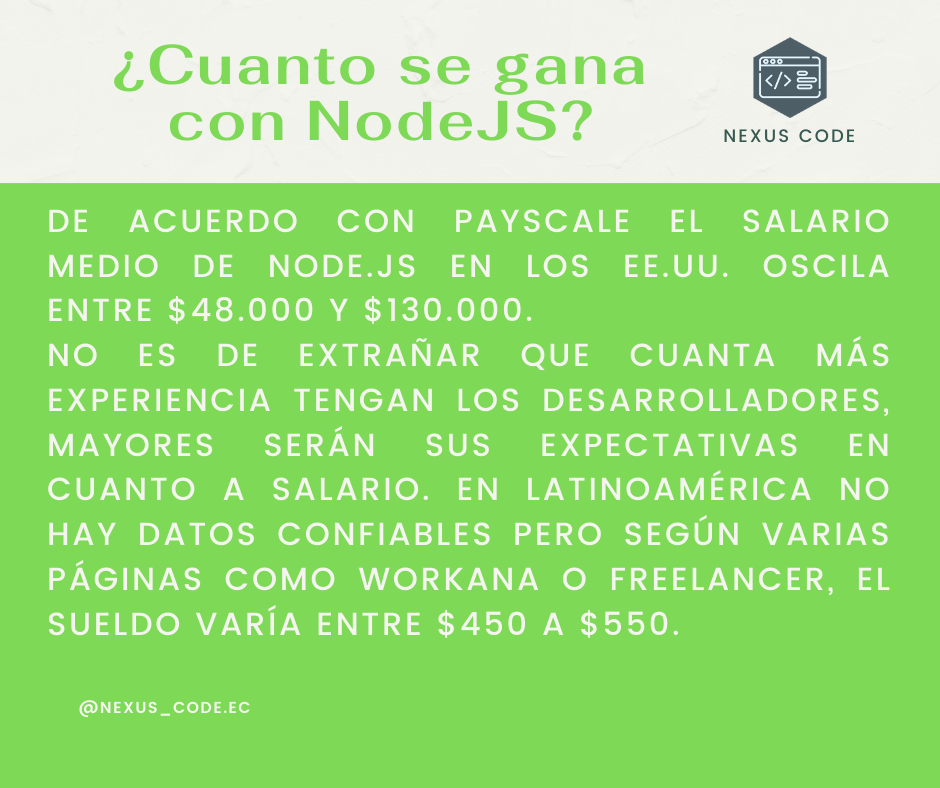 ¿Cuanto se gana
con NodeJS?
</>
NEXUS CODE
DE ACUERDO CON PAYSCALE EL SALARIO
MEDIO DE NODE.JS EN LOS EE.UU. OSCILA
ENTRE $48.000 Y $130.000.
NO ES DE EXTRAÑAR QUE CUANTA MÁS
EXPERIENCIA TENGAN LOS DESARROLLADORES,
MAYORES SERÁN SUS EXPECTATIVAS EN
CUANTO A SALARIO. EN LATINOAMÉRICA NO
HAY DATOS CONFIABLES PERO SEGÚN VARIAS
PÁGINAS COMO WORKANA O FREELANCER, EL
SUELDO VARÍA ENTRE $450 A $550.
@NEXUS_CODE.EC